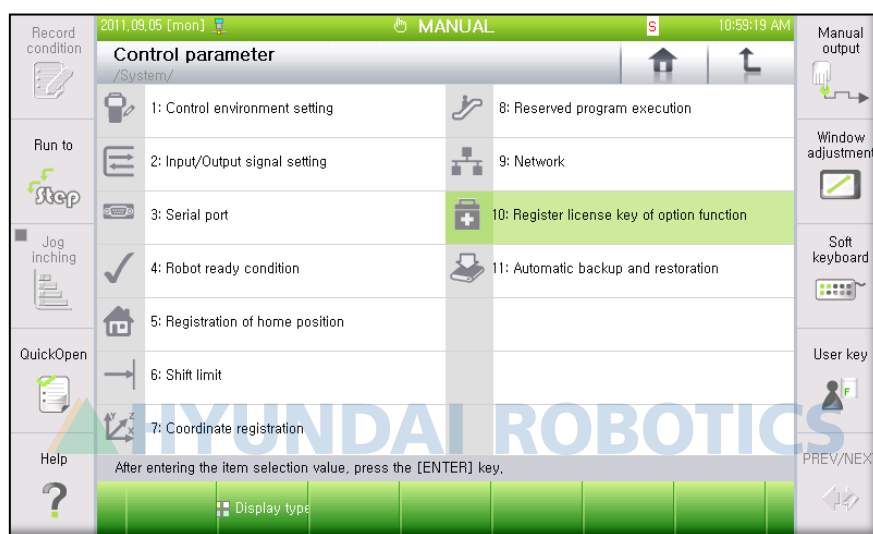 Record
condition
2011,09,05 [mon]
MANUAL
S
10:59:19 AM
Manual
output
Control parameter
/System/
1: Control environment setting
8: Reserved program execution
Run to
Step
2: Input/Output signal setting
9: Network
Window
adjustment
3: Serial port
10: Register license key of option function
Jog
inching
4: Robot ready condition
11: Automatic backup and restoration
Soft
keyboard
5: Registration of home position
QuickOpen
6: Shift limit
User key
F
7: Coordinate registration
HYUNDAI ROBOTICS
Help
After entering the item selection value, press the [ENTER] key,
PREV/NEX
Display type